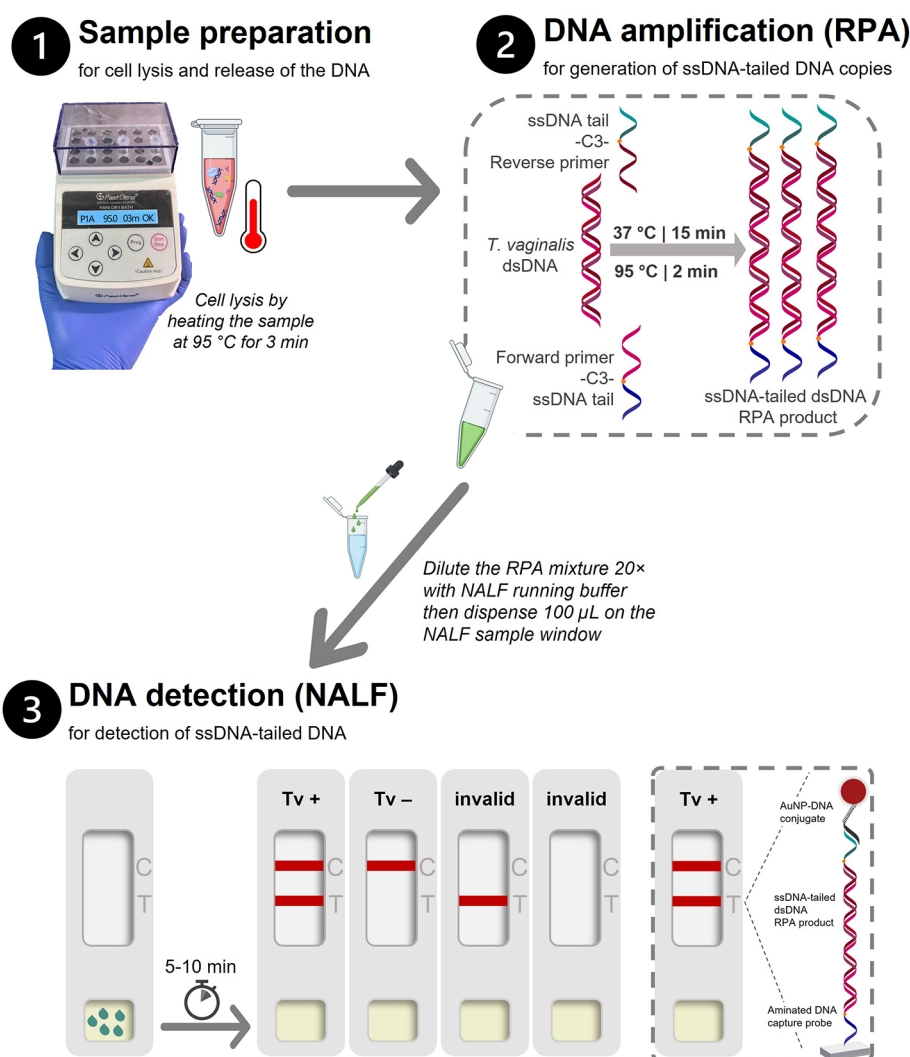 1 Sample preparation
for cell lysis and release of the DNA
P1A 95.0 03m OK
Prog
Start
Stop
Cell lysis by
heating the sample
at 95 °C for 3 min
2 DNA amplification (RPA)
for generation of ssDNA-tailed DNA copies
ssDNA tail
-C3-
Reverse primer
T. vaginalis
dsDNA
37 °C | 15 min
95 °C | 2 min
Forward primer
-C3-
ssDNA tail
ssDNA-tailed dsDNA
RPA product
Dilute the RPA mixture 20×
with NALF running buffer
then dispense 100 µL on the
NALF sample window
3 DNA detection (NALF)
for detection of ssDNA-tailed DNA
5-10 min
Tv +
C
T
Tv –
C
T
invalid
C
T
invalid
C
T
C
T
Tv +
C
T
AuNP-DNA
conjugate
ssDNA-tailed
dsDNA
RPA product
Aminated DNA
capture probe